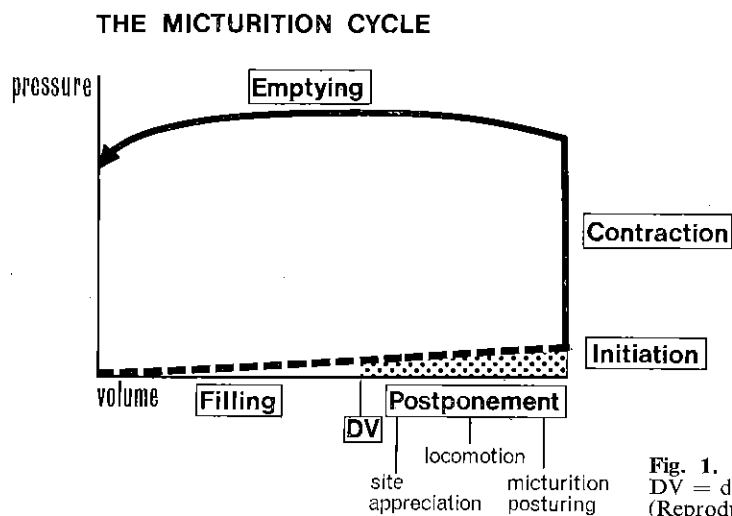 THE MICTURITION CYCLE
pressure
Emptying
Contraction
Initiation
volume
Filling
Postponement
DV
locomotion
site
appreciation
micturition
posturing
Fig. 1.
DV = d
(Reprod